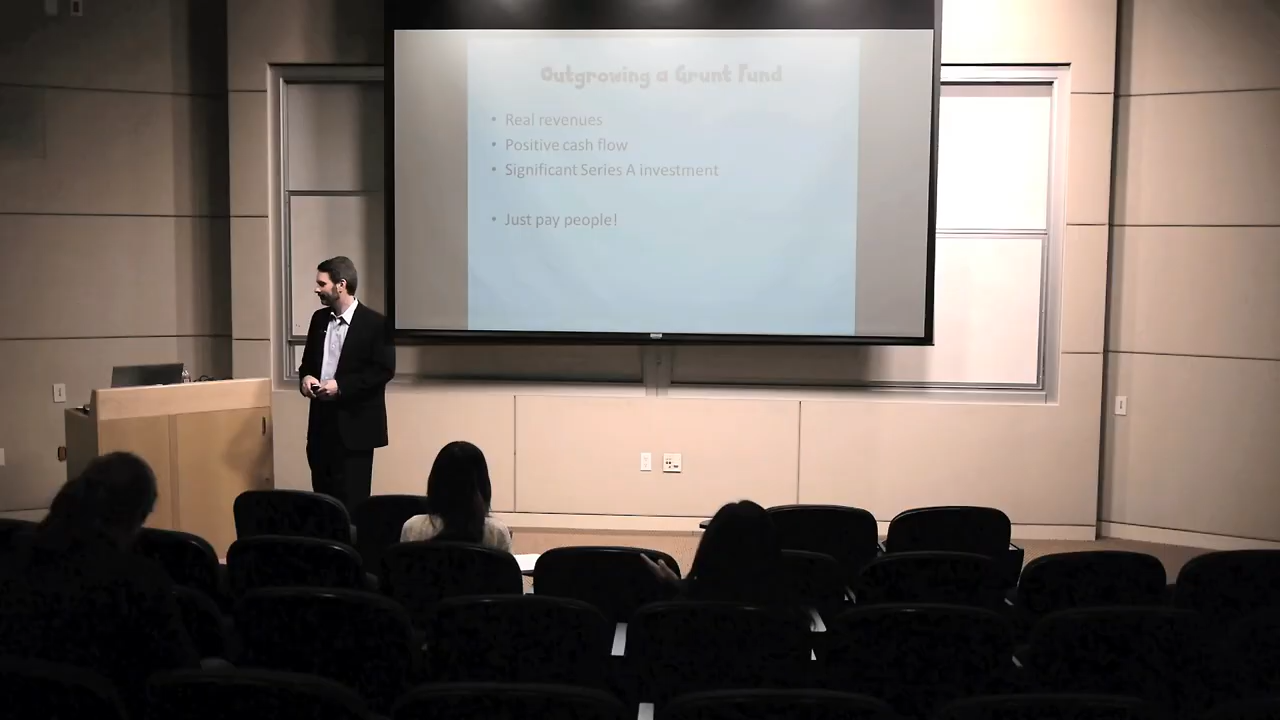 Outgrowing a Grunt Fund
• Real revenues
• Positive cash flow
• Significant Series A investment
• Just pay people!